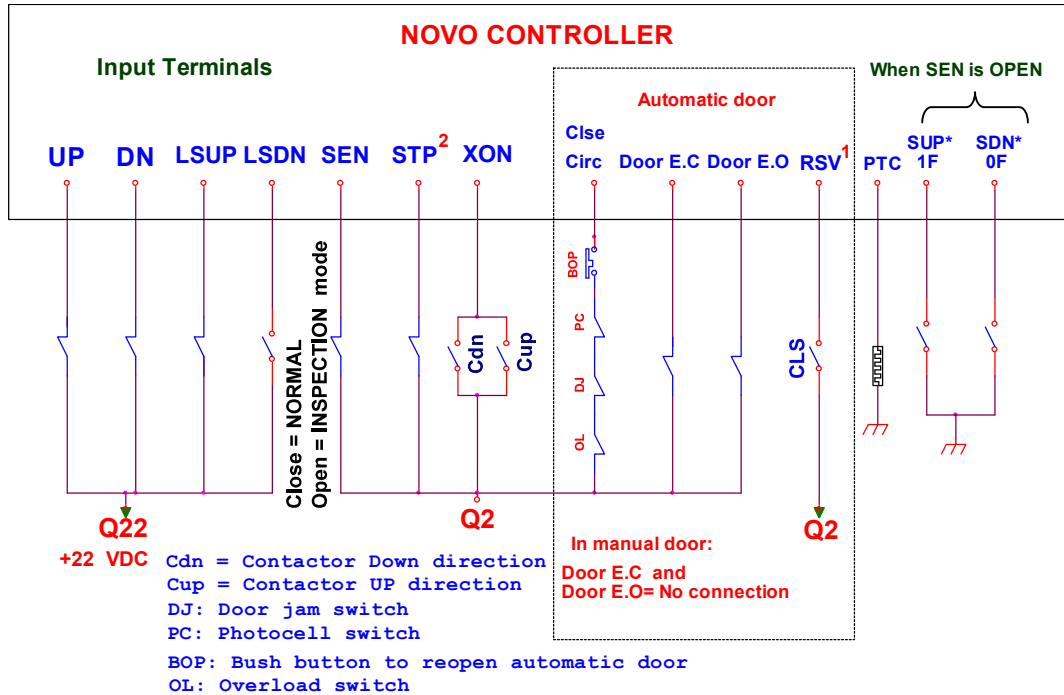 NOVO CONTROLLER
Input Terminals
When SEN is OPEN
Automatic door
UP DN LSUP LSDN SEN STP2 XON
Clse
Circ
Door E.C
Door E.O
RSV1
PTC
SUP*
1F
SDN*
0F
BOP
PC
DJ
OL
Close = NORMAL
Open = INSPECTION mode
Cdn
Cup
CLS
Q22
+22 VDC
Q2
Q2
In manual door:
Door E.C and
Door E.O= No connection
Cdn = Contactor Down direction
Cup = Contactor UP direction
DJ: Door jam switch
PC: Photocell switch
BOP: Bush button to reopen automatic door
OL: Overload switch